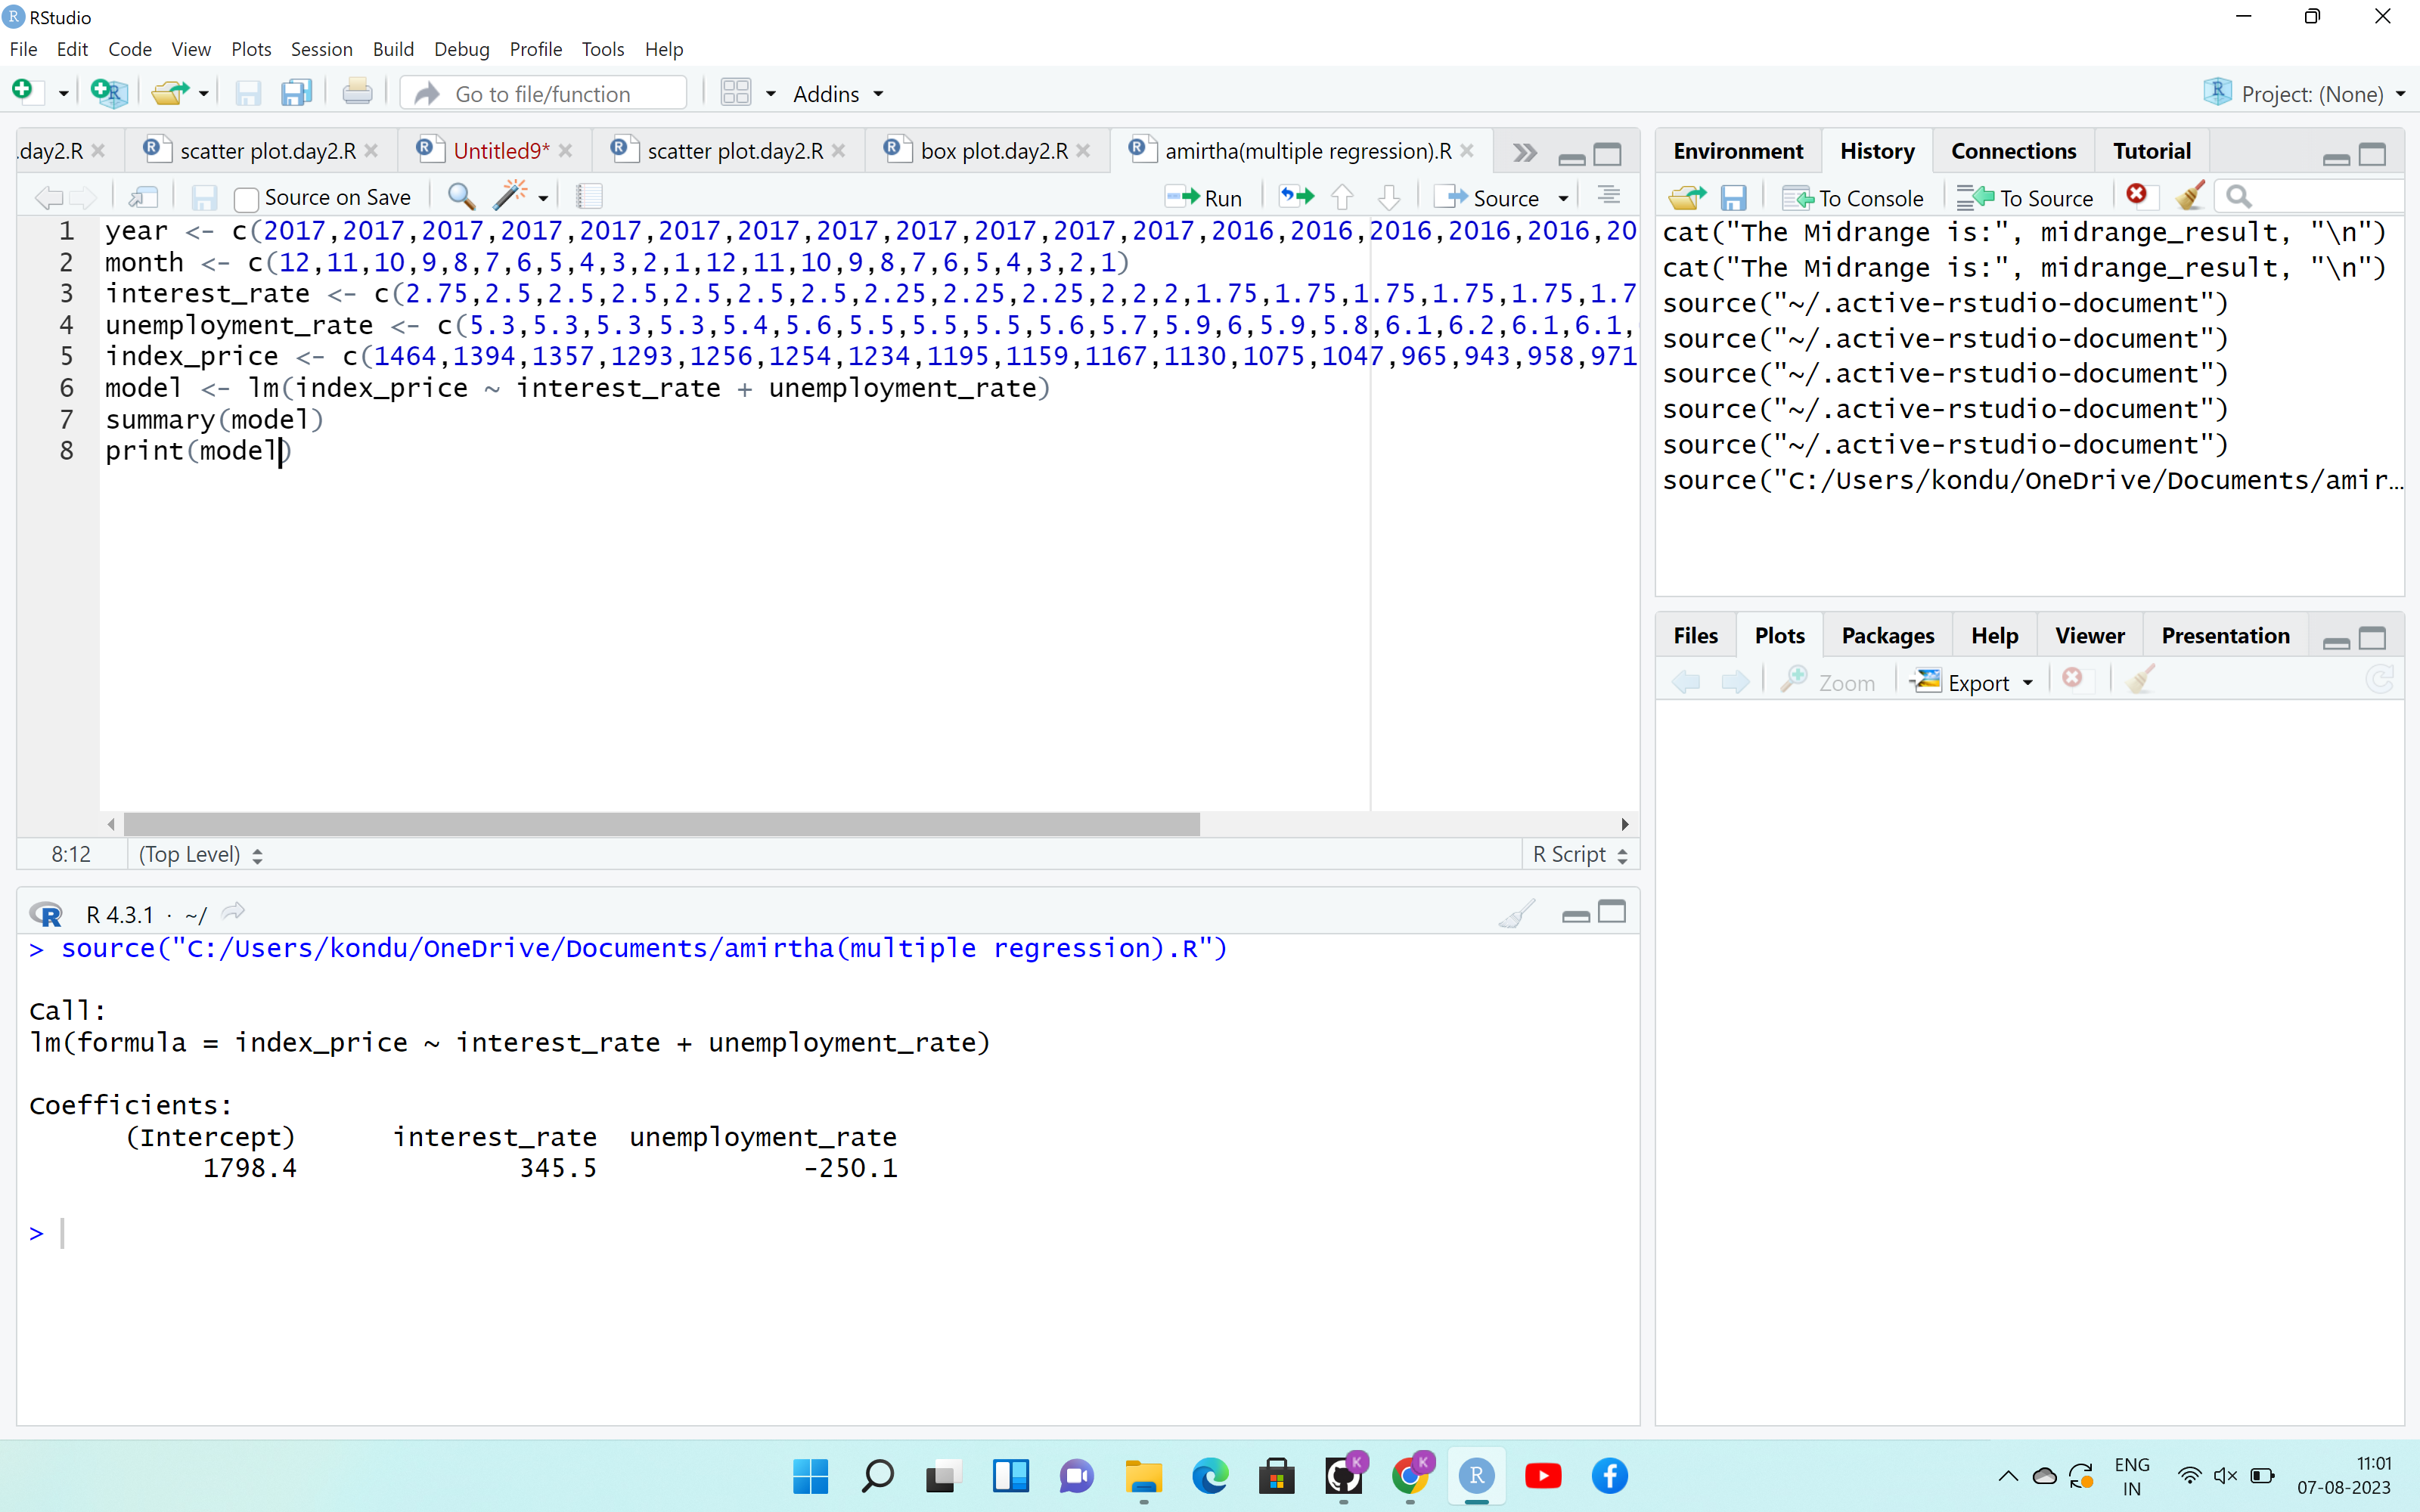 RStudio
File Edit Code View Plots Session Build Debug Profile Tools Help
Go to file/function Addins Project: (None)
.day2.R scatter plot.day2.R Untitled9* scatter plot.day2.R box plot.day2.R amirtha(multiple regression).R
Source on Save Run Source
1 year <- c(2017,2017,2017,2017,2017,2017,2017,2017,2017,2017,2017,2017,2016,2016,2016,2016,2016,20
2 month <- c(12,11,10,9,8,7,6,5,4,3,2,1,12,11,10,9,8,7,6,5,4,3,2,1)
3 interest_rate <- c(2.75,2.5,2.5,2.5,2.5,2.5,2.5,2.25,2.25,2.25,2,2,2,1.75,1.75,1.75,1.75,1.75,1.7
4 unemployment_rate <- c(5.3,5.3,5.3,5.3,5.4,5.6,5.5,5.5,5.5,5.6,5.7,5.9,6,5.9,5.8,6.1,6.2,6.1,6.1,
5 index_price <- c(1464,1394,1357,1293,1256,1254,1234,1195,1159,1167,1130,1075,1047,965,943,958,971
6 model <- lm(index_price ~ interest_rate + unemployment_rate)
7 summary(model)
8 print(model)
8:12 (Top Level) R Script
R 4.3.1 · ~/
> source("C:/Users/kondu/OneDrive/Documents/amirtha(multiple regression).R")
Call:
lm(formula = index_price ~ interest_rate + unemployment_rate)
Coefficients:
(Intercept) interest_rate unemployment_rate
1798.4 345.5 -250.1
>
Environment History Connections Tutorial
To Console To Source
cat("The Midrange is:", midrange_result, "\n")
cat("The Midrange is:", midrange_result, "\n")
source("~/.active-rstudio-document")
source("~/.active-rstudio-document")
source("~/.active-rstudio-document")
source("~/.active-rstudio-document")
source("~/.active-rstudio-document")
source("C:/Users/kondu/OneDrive/Documents/amir...
Files Plots Packages Help Viewer Presentation
Zoom Export
ENG
IN
11:01
07-08-2023